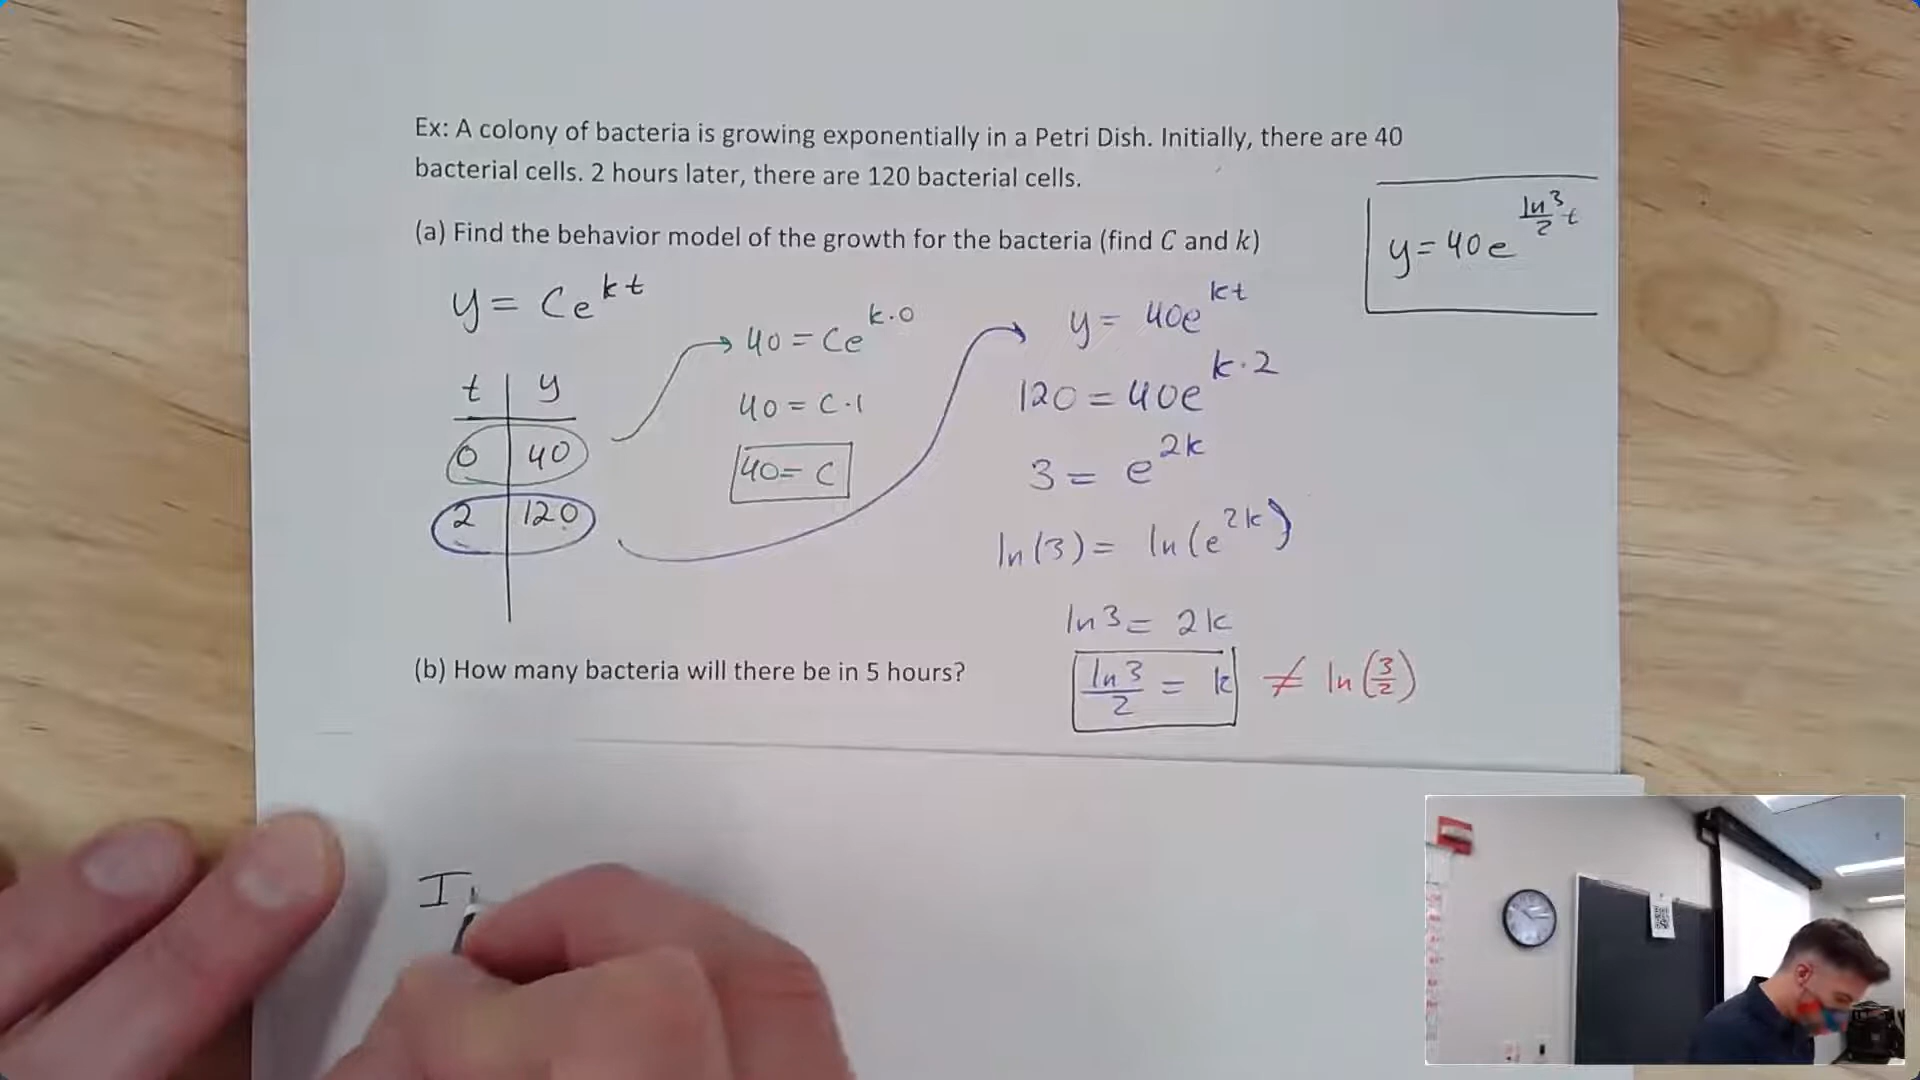 Ex: A colony of bacteria is growing exponentially in a Petri Dish. Initially, there are 40
bacterial cells. 2 hours later, there are 120 bacterial cells.
(a) Find the behavior model of the growth for the bacteria (find C and k)
y = Ce^{kt}
t | y
0 | 40
2 | 120
40 = Ce^{k·0}
40 = C·1
40 = C
y = 40e^{kt}
120 = 40e^{k·2}
3 = e^{2k}
ln(3) = ln(e^{2k})
ln3 = 2k
\frac{ln3}{2} = k ≠ ln(\frac{3}{2})
y = 40e^{\frac{ln3}{2}t}
(b) How many bacteria will there be in 5 hours?
I